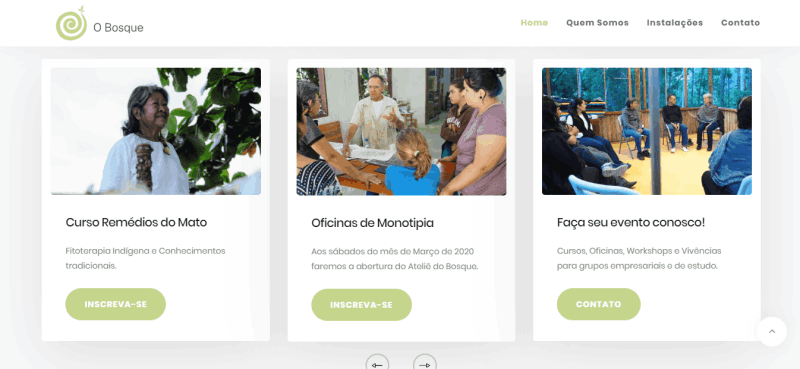 O Bosque
Home Quem Somos Instalações Contato
Curso Remédios do Mato
Fitoterapia Indígena e Conhecimentos
tradicionais.
INSCREVA-SE
Oficinas de Monotipia
Aos sábados do mês de Março de 2020
faremos a abertura do Ateliê do Bosque.
INSCREVA-SE
Faça seu evento conosco!
Cursos, Oficinas, Workshops e Vivências
para grupos empresariais e de estudo.
CONTATO